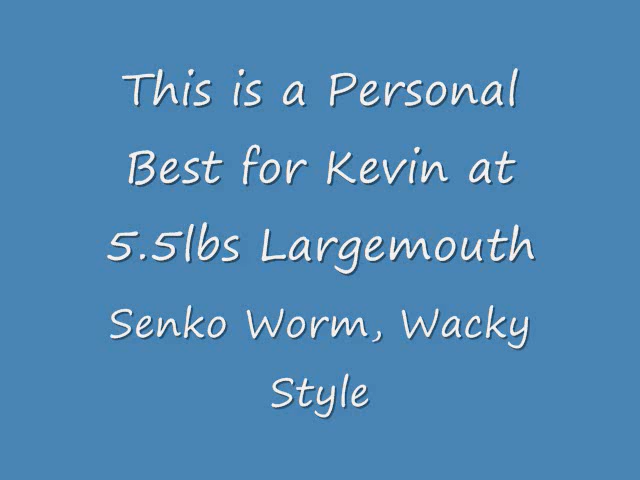 This is a Personal
Best for Kevin at
5.5lbs Largemouth
Senko Worm, Wacky
Style